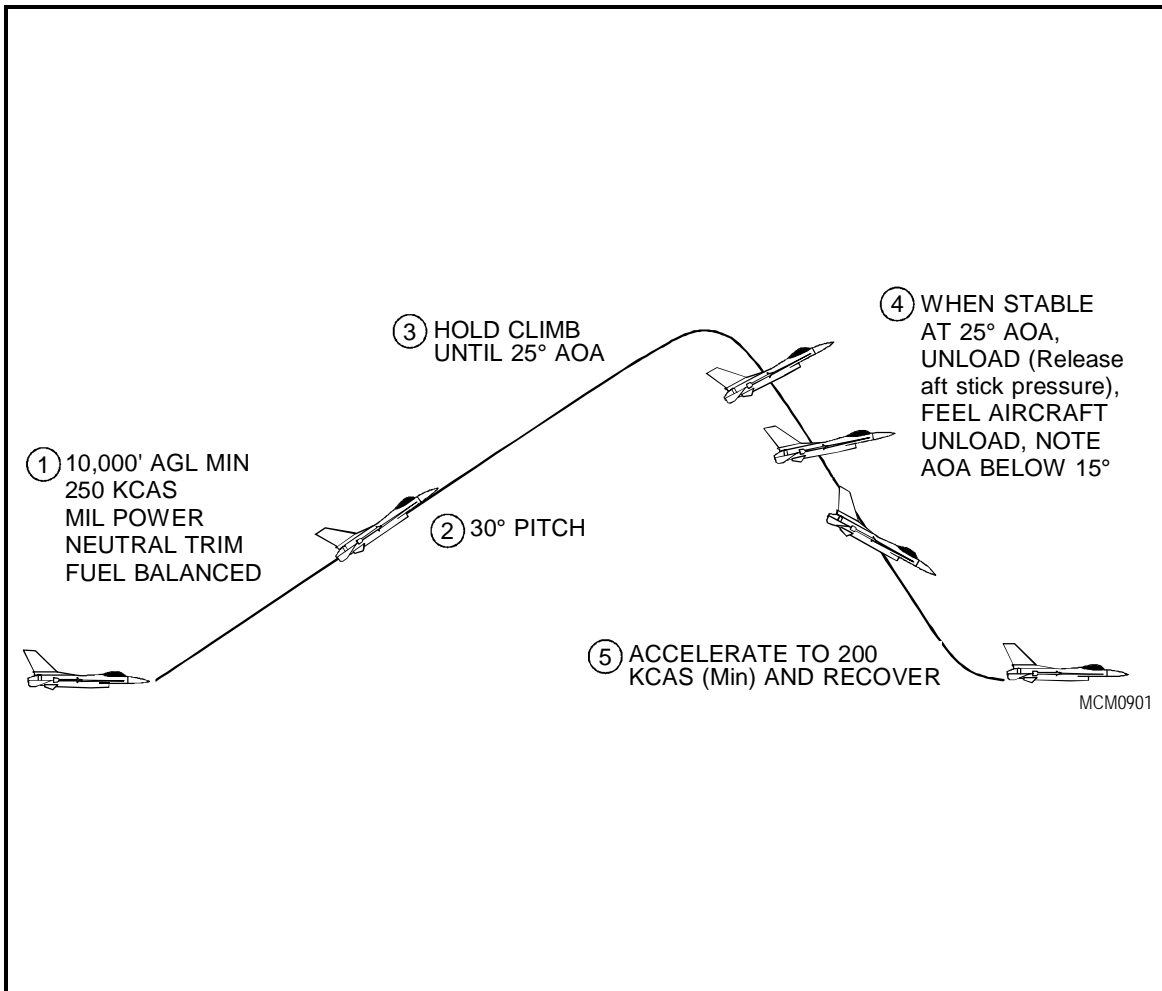 1 10,000' AGL MIN
250 KCAS
MIL POWER
NEUTRAL TRIM
FUEL BALANCED
2 30° PITCH
3 HOLD CLIMB
UNTIL 25° AOA
4 WHEN STABLE
AT 25° AOA,
UNLOAD (Release
aft stick pressure),
FEEL AIRCRAFT
UNLOAD, NOTE
AOA BELOW 15°
5 ACCELERATE TO 200
KCAS (Min) AND RECOVER
MCM0901